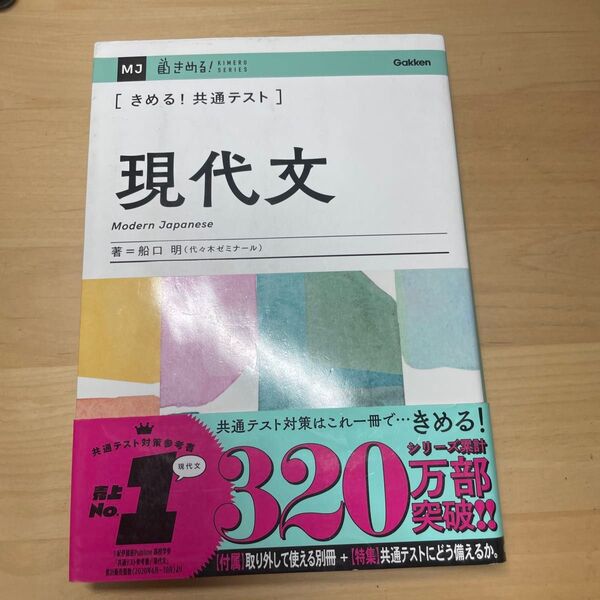 MJ きめる! KIMERU SERIES Gakken
[きめる! 共通テスト]
現代文
Modern Japanese
著=船口 明(代々木ゼミナール)
共通テスト対策はこれ一冊で…きめる!
共通テスト対策参考書
現代文
売上No.1
シリーズ累計
320万部突破!!
【付属】取り外して使える別冊+【特集】共通テストにどう備えるか。